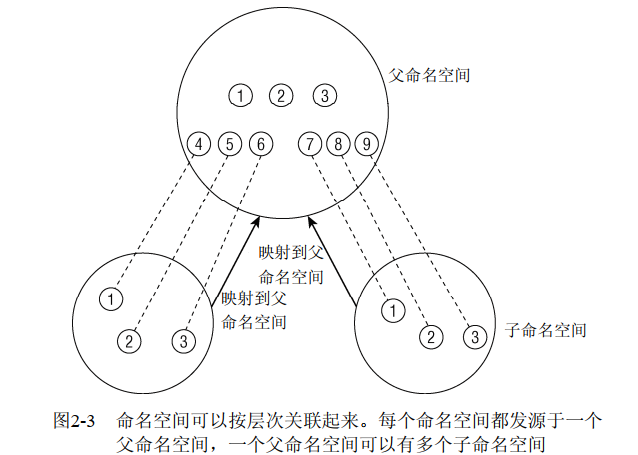 父命名空间
① ② ③
④ ⑤ ⑥ ⑦ ⑧ ⑨
映射到父
命名空间
映射到父
命名空间
① ② ③
① ② ③
子命名空间
图2-3 命名空间可以按层次关联起来。每个命名空间都发源于一个
父命名空间，一个父命名空间可以有多个子命名空间